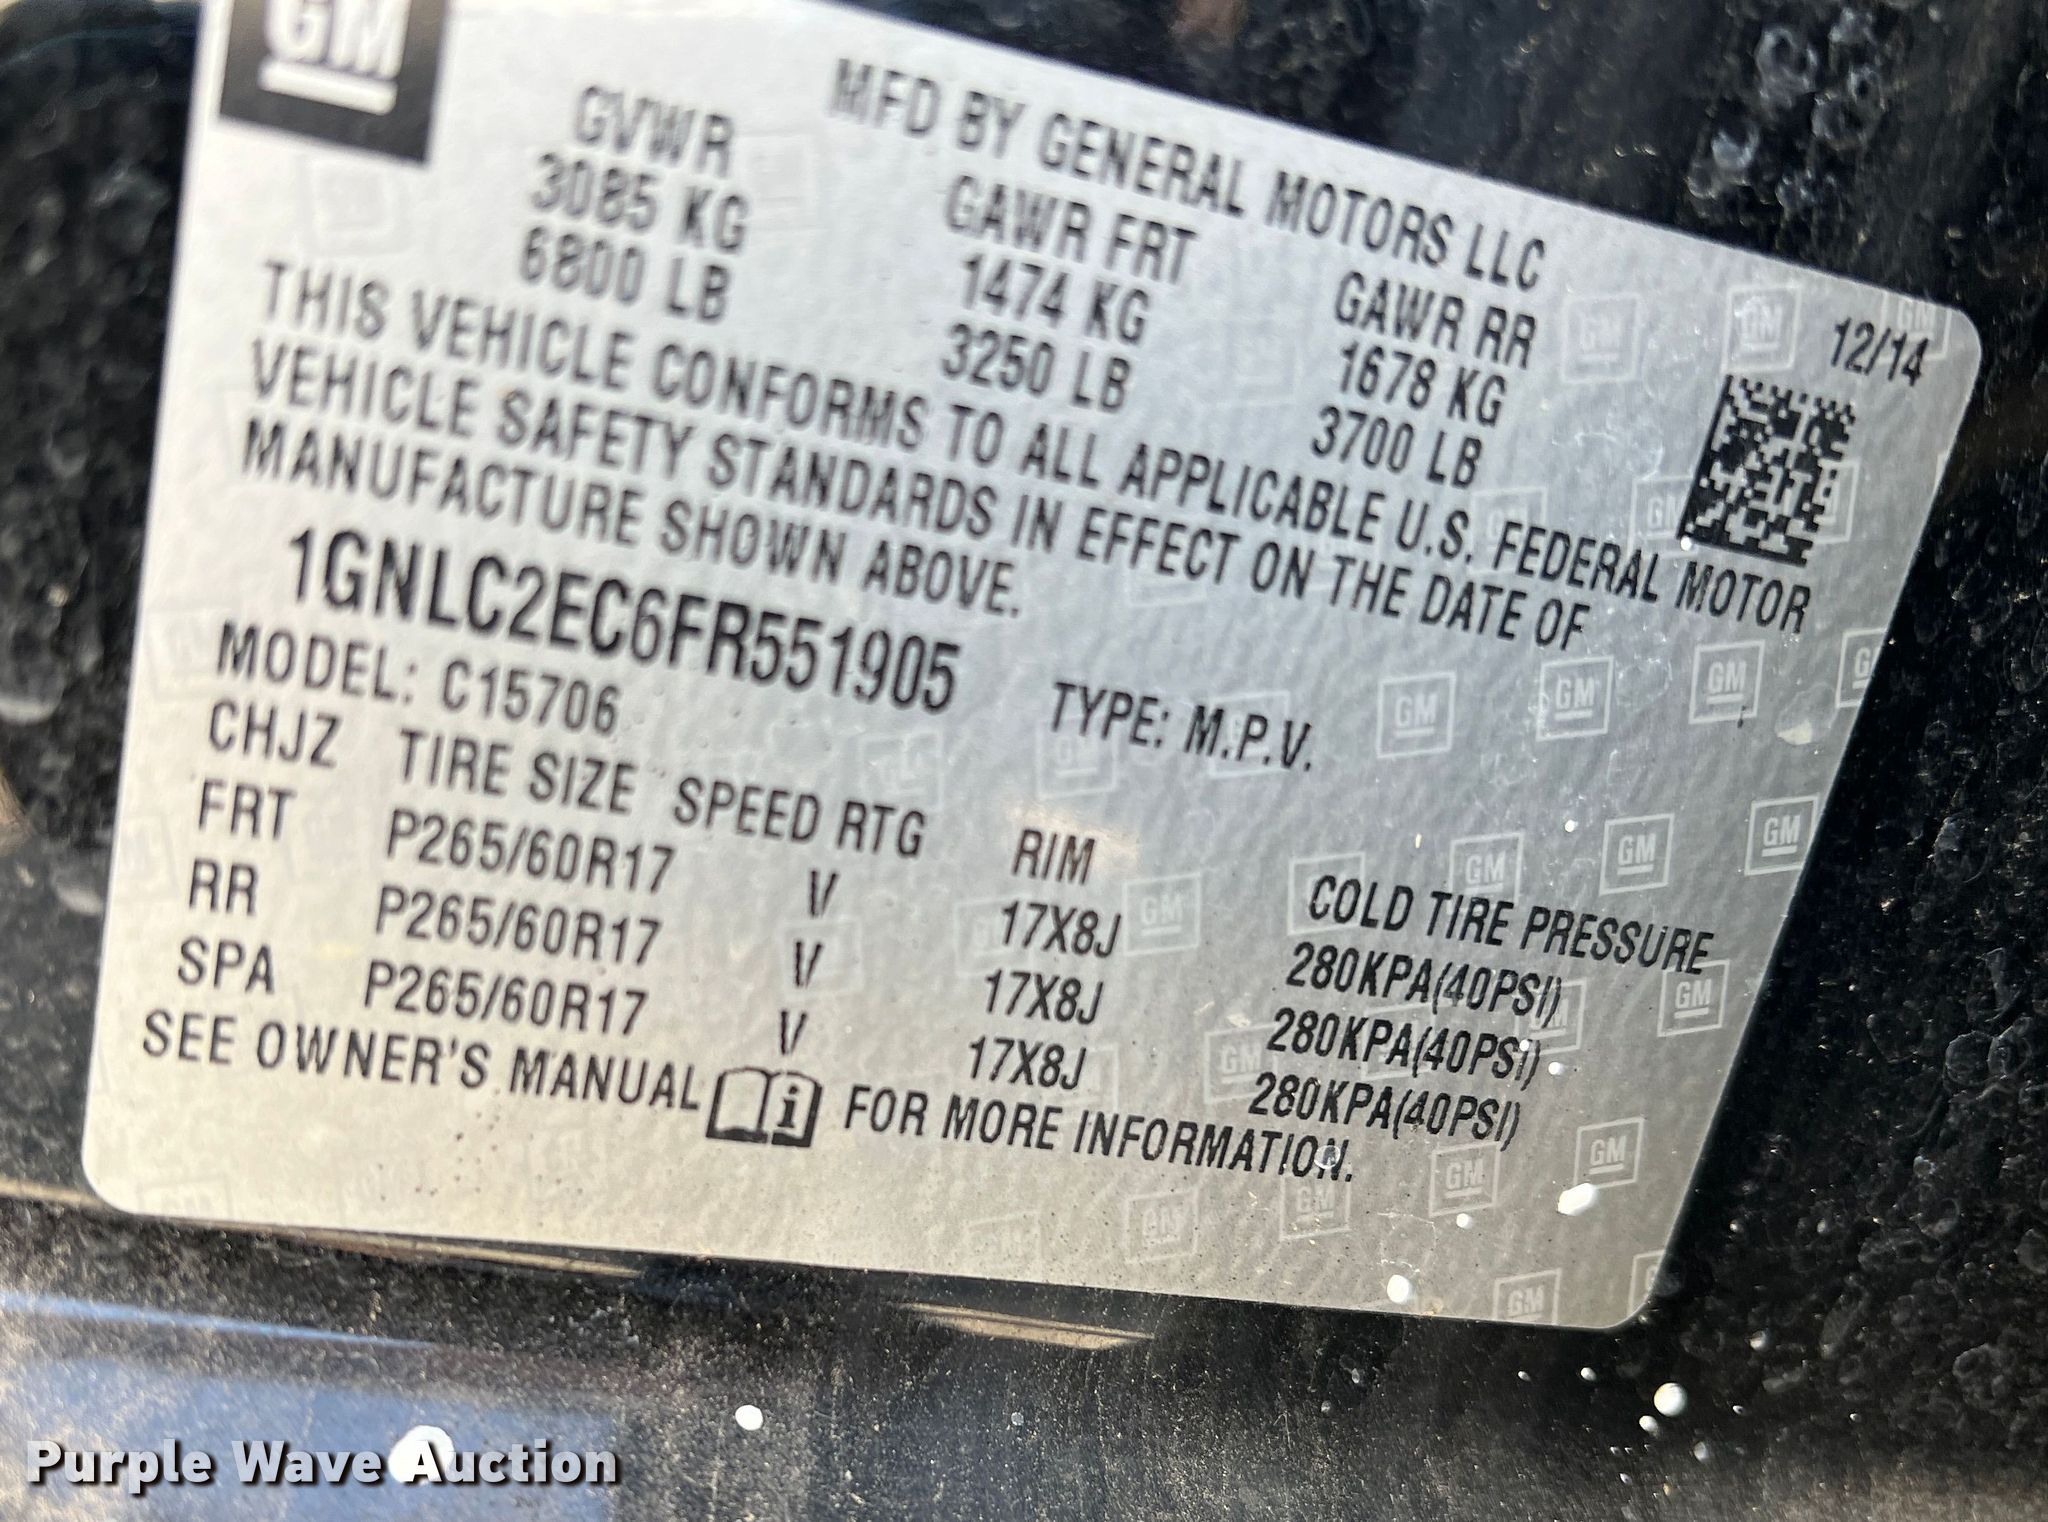 GM
MFD BY GENERAL MOTORS LLC
12/14
GVWR GAWR FRT GAWR RR
3085 KG 1474 KG 1678 KG
6800 LB 3250 LB 3700 LB
THIS VEHICLE CONFORMS TO ALL APPLICABLE U.S. FEDERAL MOTOR
VEHICLE SAFETY STANDARDS IN EFFECT ON THE DATE OF
MANUFACTURE SHOWN ABOVE.
1GNLC2EC6FR551905
MODEL: C15706 TYPE: M.P.V.
CHJZ TIRE SIZE SPEED RTG RIM COLD TIRE PRESSURE
FRT P265/60R17 V 17X8J 280KPA(40PSI)
RR P265/60R17 V 17X8J 280KPA(40PSI)
SPA P265/60R17 V 17X8J 280KPA(40PSI)
SEE OWNER'S MANUAL i FOR MORE INFORMATION.
Purple Wave Auction